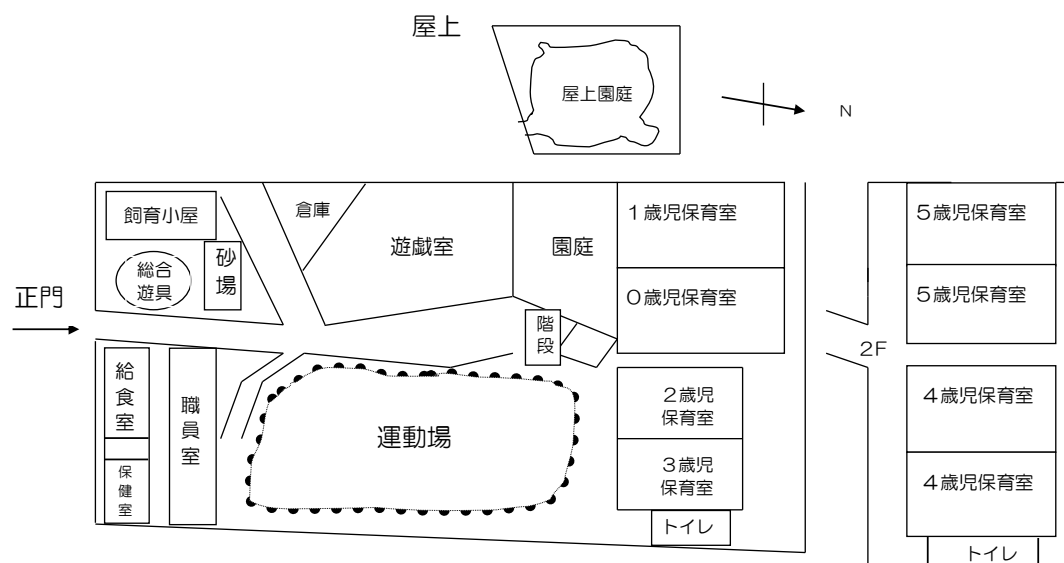 屋上
屋上園庭
N
飼育小屋
総合
遊具
砂
場
倉庫
遊戯室
園庭
1歳児保育室
0歳児保育室
正門
階
段
給
食
室
保
健
室
職
員
室
運動場
2歳児
保育室
3歳児
保育室
トイレ
2F
5歳児保育室
5歳児保育室
4歳児保育室
4歳児保育室
トイレ